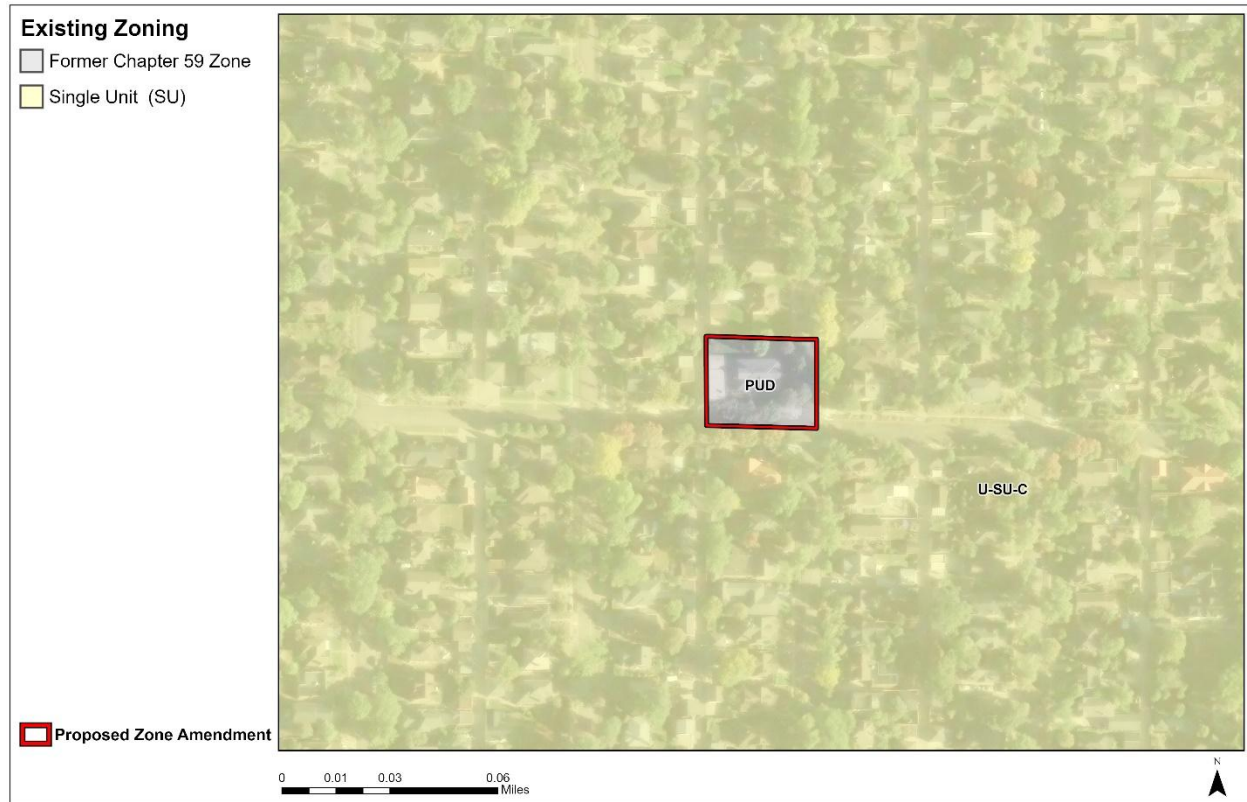 Existing Zoning
Former Chapter 59 Zone
Single Unit (SU)
PUD
U-SU-C
Proposed Zone Amendment
0 0.01 0.03 0.06
Miles
N